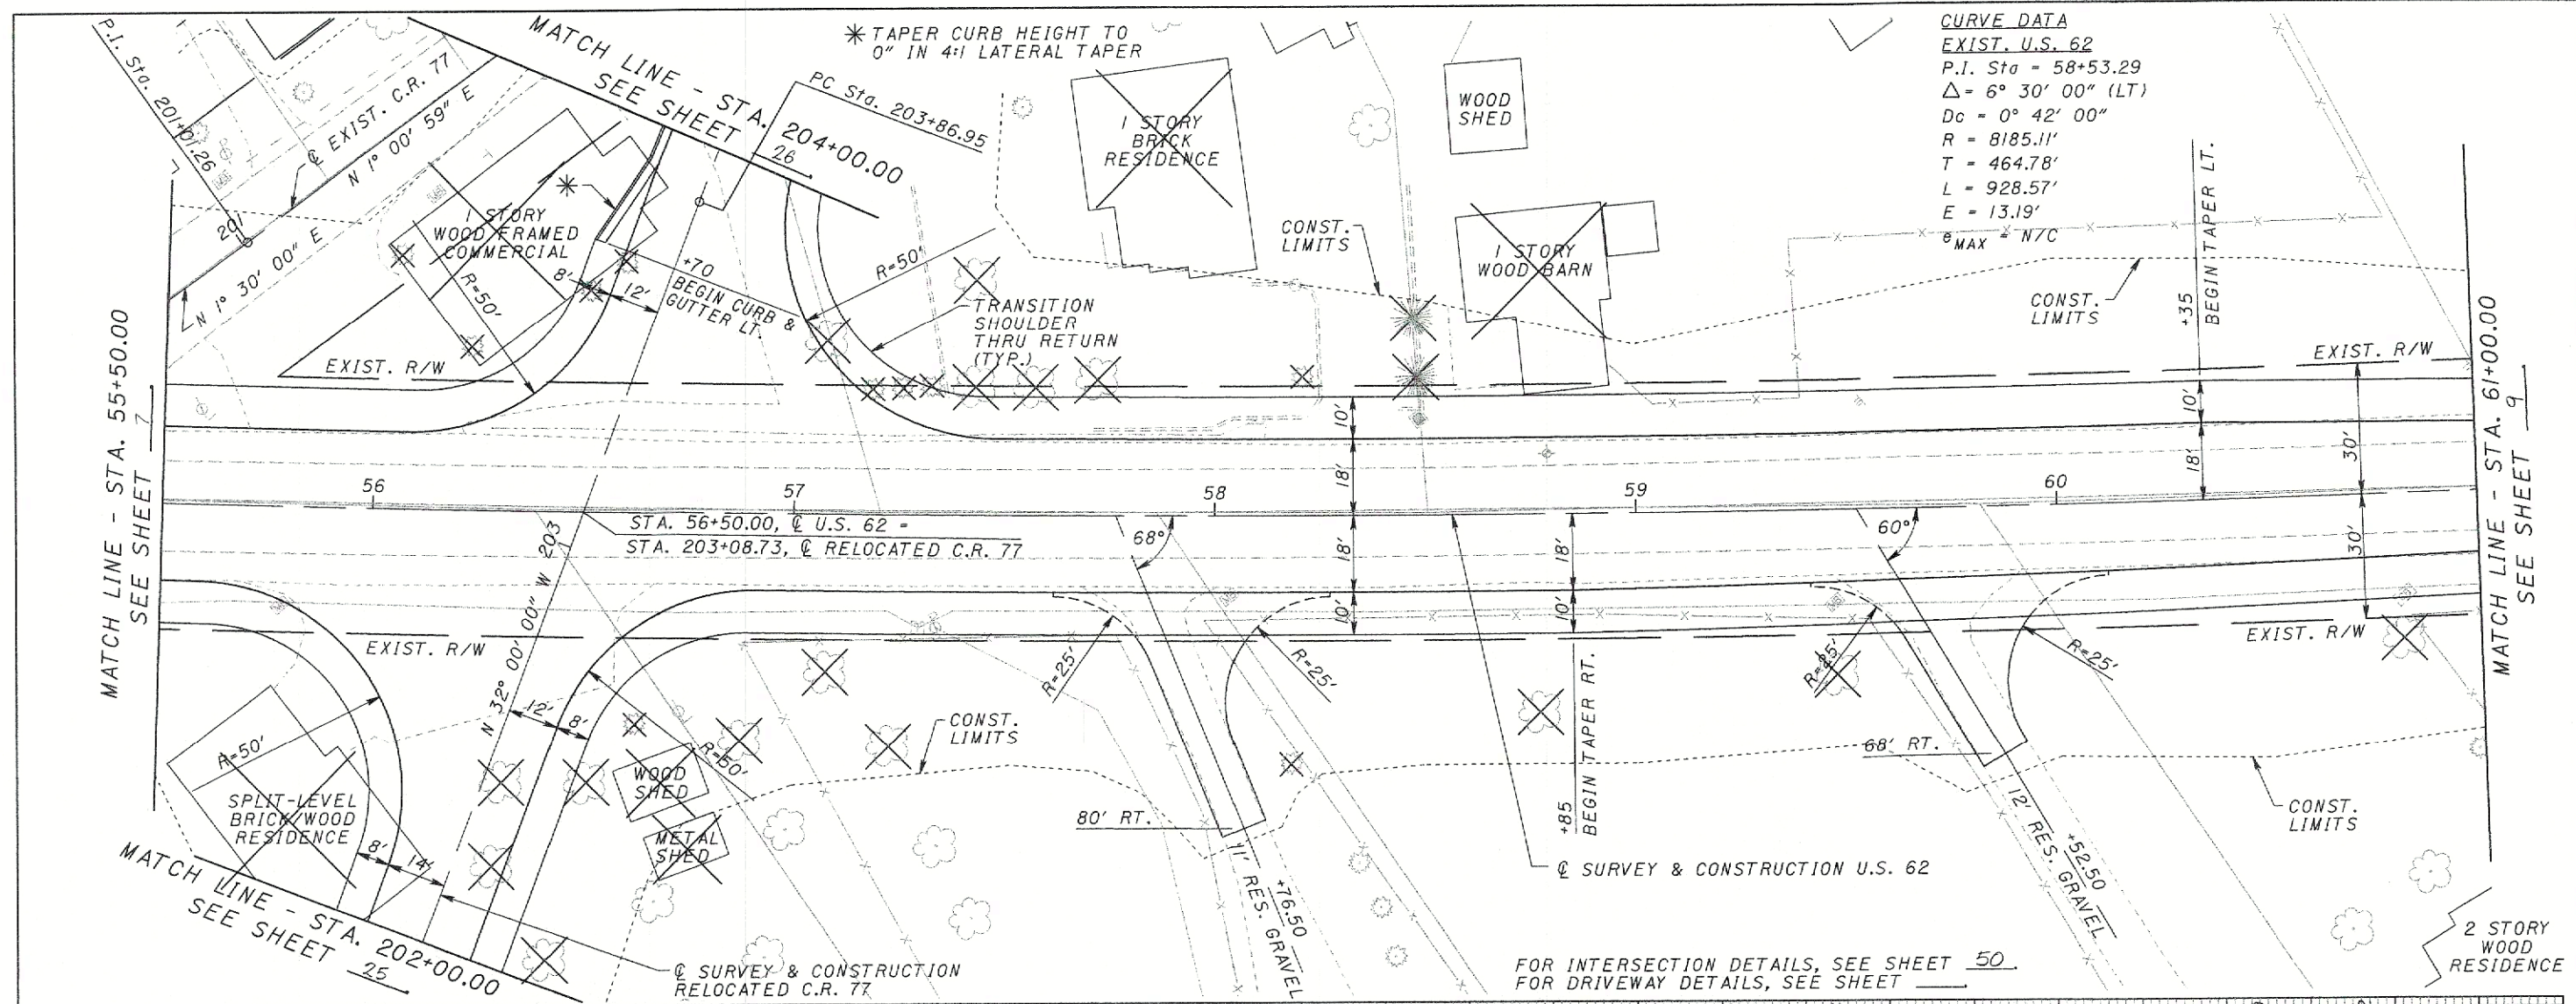 P.I. Sta. 201+01.26
℄ EXIST. C.R. 77
N 1° 00' 59" E
201
N 1° 30' 00" E
MATCH LINE - STA. 204+00.00
SEE SHEET 26
PC Sta. 203+86.95
* TAPER CURB HEIGHT TO
0" IN 4:1 LATERAL TAPER
1 STORY
BRICK
RESIDENCE
WOOD
SHED
CURVE DATA
EXIST. U.S. 62
P.I. Sta = 58+53.29
Δ= 6° 30' 00" (LT)
Dc = 0° 42' 00"
R = 8185.11'
T = 464.78'
L = 928.57'
E = 13.19'
eMAX = N/C
*
1 STORY
WOOD FRAMED
COMMERCIAL
R=50'
8'
12'
+70
BEGIN CURB &
GUTTER LT.
R=50'
TRANSITION
SHOULDER
THRU RETURN
(TYP.)
CONST.
LIMITS
1 STORY
WOOD BARN
CONST.
LIMITS
+35
BEGIN TAPER LT.
EXIST. R/W
EXIST. R/W
MATCH LINE - STA. 55+50.00
SEE SHEET 7
MATCH LINE - STA. 61+00.00
SEE SHEET 9
10'
18'
10'
18'
30'
56
57
58
59
60
STA. 56+50.00, ℄ U.S. 62 =
STA. 203+08.73, ℄ RELOCATED C.R. 77
203
N 32° 00' 00" W
68°
60°
18'
10'
18'
10'
30'
EXIST. R/W
EXIST. R/W
12'
8'
R=50'
R=50'
R=25'
R=25'
R=25'
R=25'
CONST.
LIMITS
WOOD
SHED
METAL
SHED
SPLIT-LEVEL
BRICK/WOOD
RESIDENCE
8'
14'
80' RT.
68' RT.
+85
BEGIN TAPER RT.
CONST.
LIMITS
℄ SURVEY & CONSTRUCTION U.S. 62
+76.50
11' RES. GRAVEL
+52.50
12' RES. GRAVEL
MATCH LINE - STA. 202+00.00
SEE SHEET 25
℄ SURVEY & CONSTRUCTION
RELOCATED C.R. 77
FOR INTERSECTION DETAILS, SEE SHEET 50.
FOR DRIVEWAY DETAILS, SEE SHEET ____.
2 STORY
WOOD
RESIDENCE